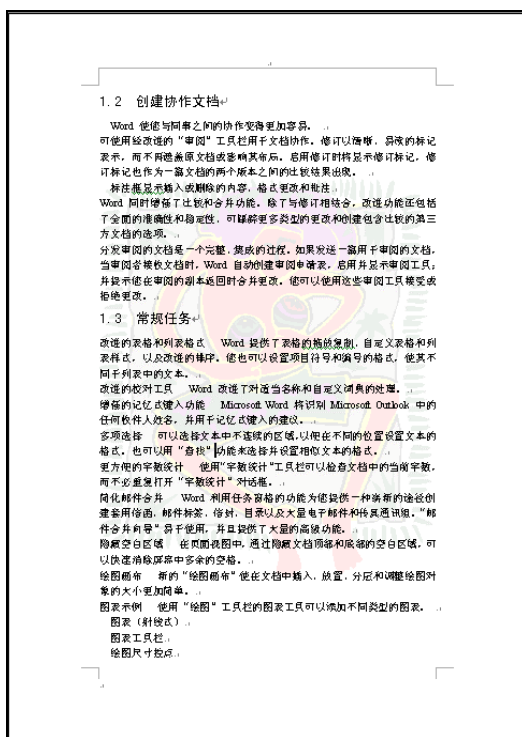 1.2 创建协作文档
Word 使您与同事之间的协作变得更加容易。
可使用经改进的“审阅”工具栏用于文档协作。修订以清晰、易读的标记
表示，而不再遮盖原文档或影响其布局。启用修订时将显示修订标记，修
订标记也作为一篇文档的两个版本之间的比较结果出现。
标注框显示插入或删除的内容、格式更改和批注
Word 同时增强了比较和合并功能。除了与修订相结合，改进功能还包括
了全面的准确性和稳定性，可解释更多类型的更改和创建包含比较的第三
方文档的选项。
分发审阅的文档是一个完整、集成的过程。如果发送一篇用于审阅的文档，
当审阅者接收文档时，Word 自动创建审阅申请表，启用并显示审阅工具；
并提示您在审阅的副本返回时合并更改。您可以使用这些审阅工具接受或
拒绝更改。
1.3 常规任务
改进的表格和列表格式 Word 提供了表格的拖放复制，自定义表格和列
表样式，以及改进的排序。您也可以设置项目符号和编号的格式，使其不
同于列表中的文本。
改进的校对工具 Word 改进了对适当名称和自定义词典的处理。
增强的记忆式键入功能 Microsoft Word 将识别 Microsoft Outlook 中的
任何收件人姓名，并用于记忆式键入的建议。
多项选择 可以选择文本中不连续的区域，以便在不同的位置设置文本的
格式。也可以用“查找”功能来选择并设置相似文本的格式。
更方便的字数统计 使用“字数统计”工具栏可以检查文档中的当前字数，
而不必重复打开“字数统计”对话框。
简化邮件合并 Word 利用任务窗格的功能为您提供一种崭新的途径创
建套用信函、邮件标签、信封、目录以及大量电子邮件和传真通讯组。“邮
件合并向导”易于使用，并且提供了大量的高级功能。
隐藏空白区域 在页面视图中，通过隐藏文档顶部和底部的空白区域，可
以快速消除屏幕中多余的空格。
绘图画布 新的“绘图画布”使在文档中插入、放置、分层和调整绘图对
象的大小更加简单。
图表示例 使用“绘图”工具栏的图表工具可以添加不同类型的图表。
图表（射线式）
图表工具栏
绘图尺寸控点